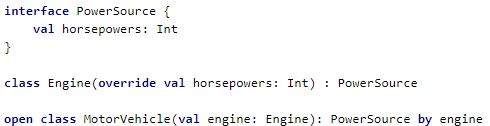 interface PowerSource {
    val horsepowers: Int
}
class Engine(override val horsepowers: Int) : PowerSource
open class MotorVehicle(val engine: Engine): PowerSource by engine